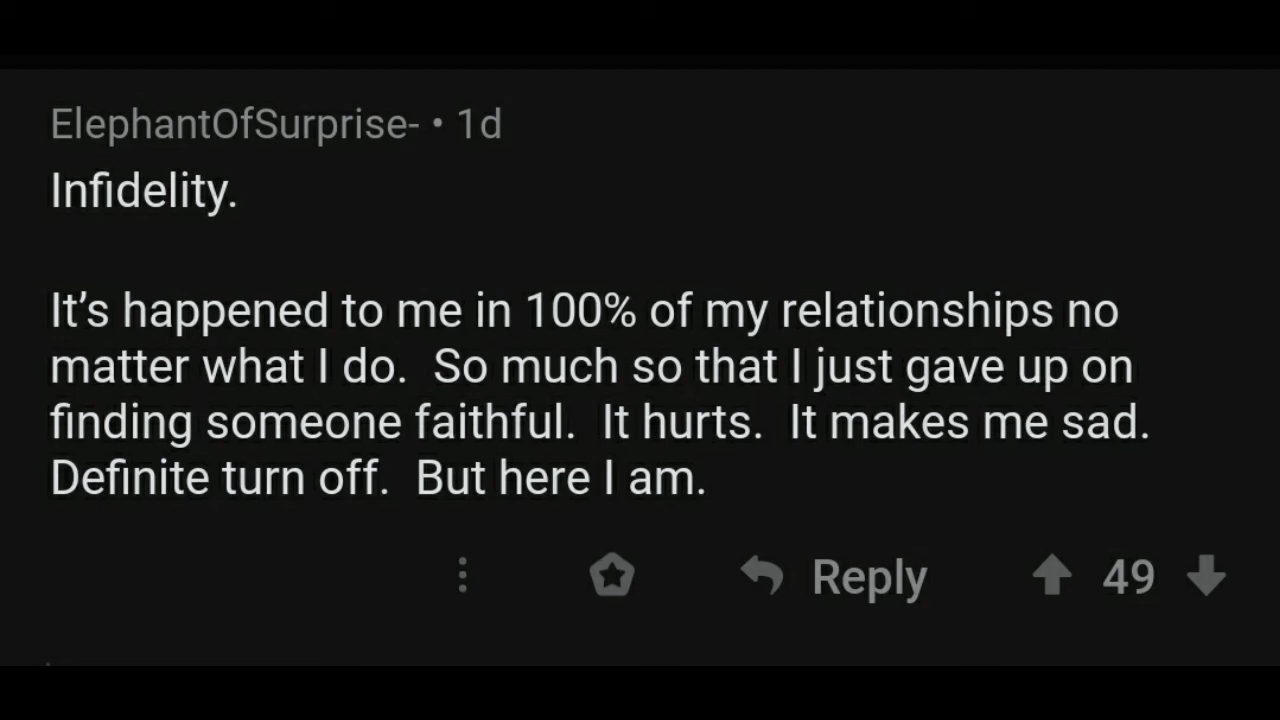 ElephantOfSurprise- • 1d
Infidelity.
It’s happened to me in 100% of my relationships no
matter what I do.  So much so that I just gave up on
finding someone faithful.  It hurts.  It makes me sad.
Definite turn off.  But here I am.
Reply 49